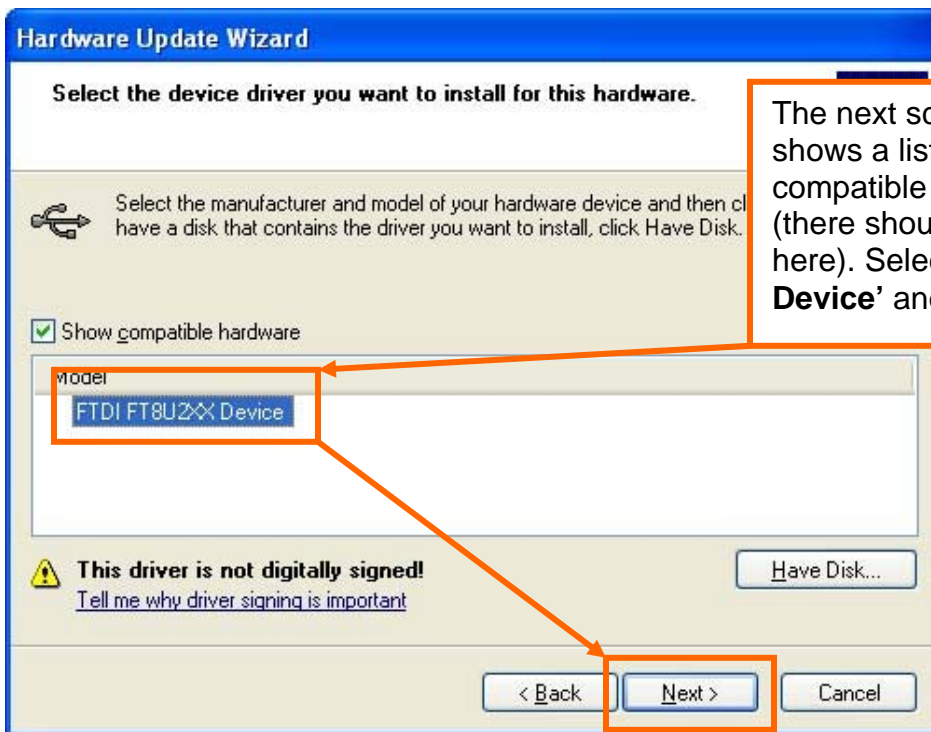 Hardware Update Wizard
Select the device driver you want to install for this hardware.
The next sc
shows a list
compatible
(there shou
here). Selec
Device' and
Select the manufacturer and model of your hardware device and then cl
have a disk that contains the driver you want to install, click Have Disk.
Show compatible hardware
Model
FTDI FT8U2XX Device
This driver is not digitally signed!
Tell me why driver signing is important
Have Disk...
< Back
Next >
Cancel